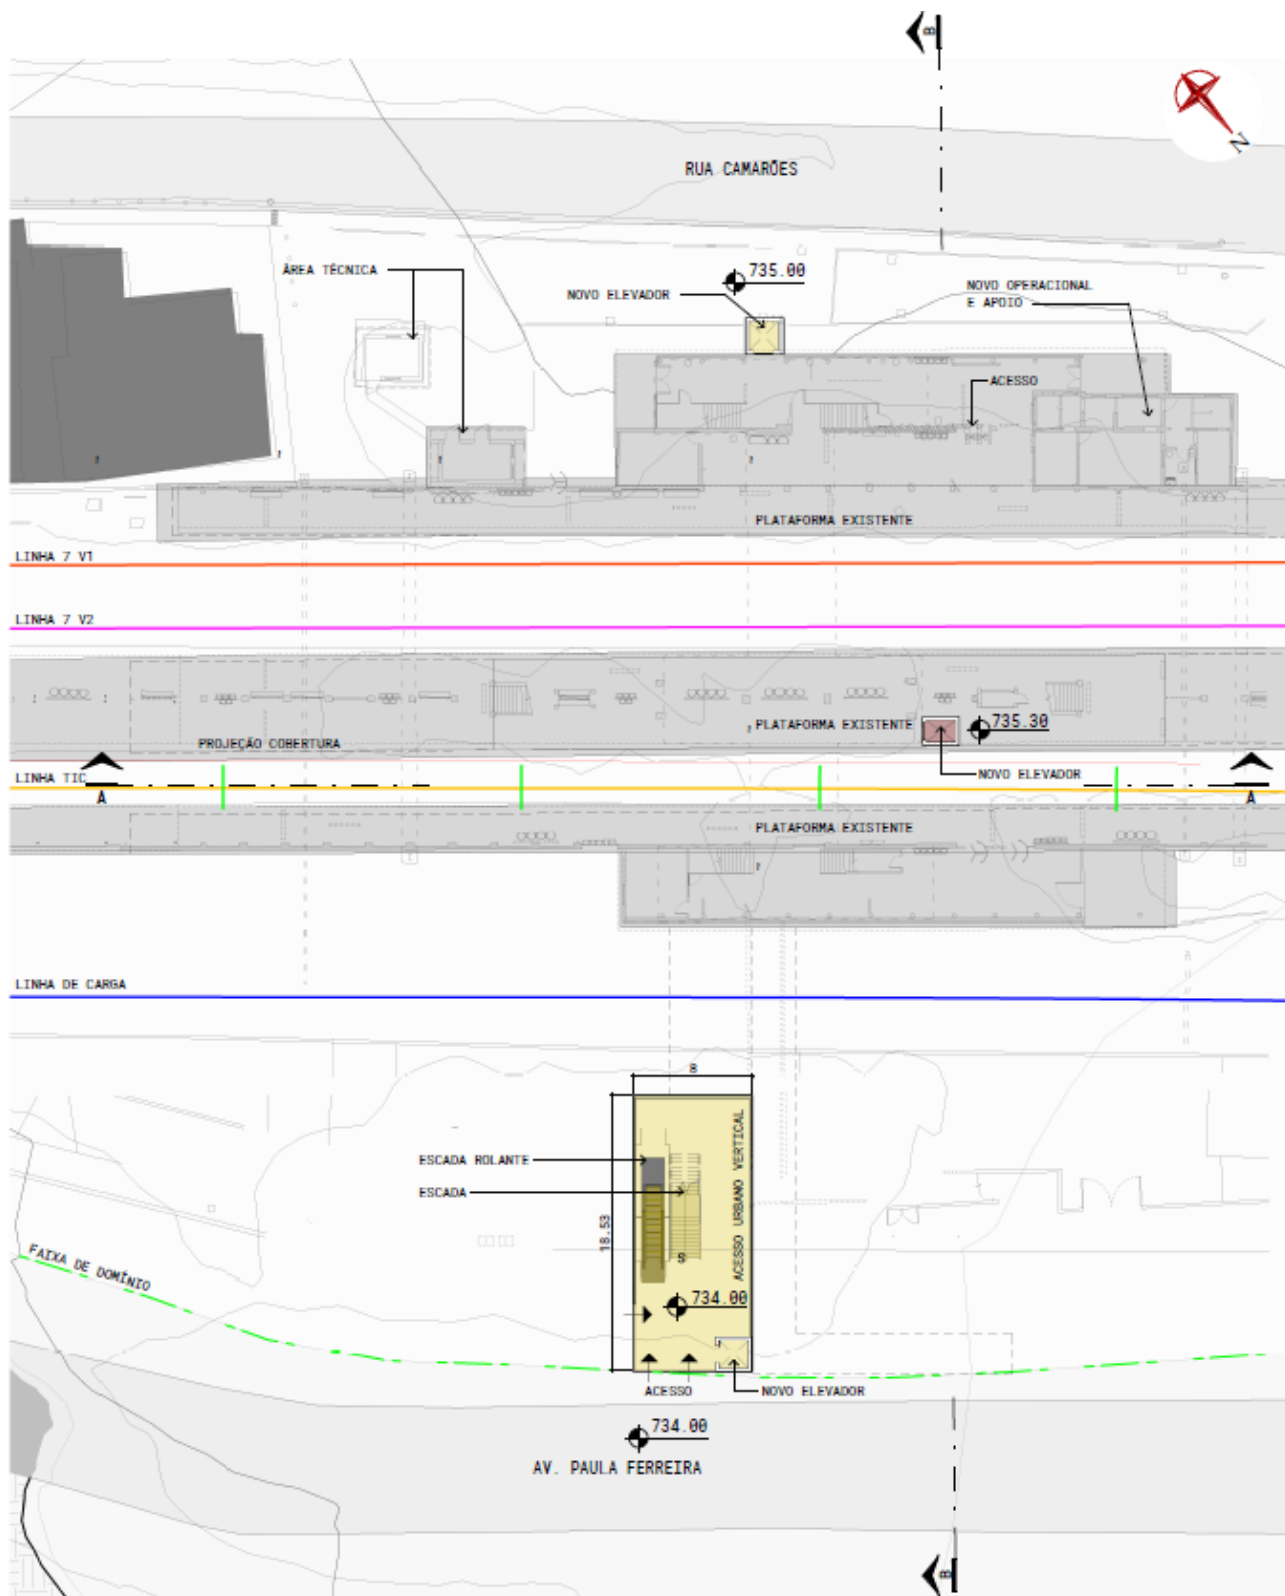 B
N
RUA CAMARÕES
ÁREA TÉCNICA
735.00
NOVO ELEVADOR
NOVO OPERACIONAL
E APOIO
ACESSO
PLATAFORMA EXISTENTE
LINHA 7 V1
LINHA 7 V2
PLATAFORMA EXISTENTE
735.30
PROJEÇÃO COBERTURA
NOVO ELEVADOR
LINHA TIC
A
A
PLATAFORMA EXISTENTE
LINHA DE CARGA
8
ESCADA ROLANTE
ESCADA
ACESSO URBANO VERTICAL
18.53
S
FAIXA DE DOMÍNIO
734.00
ACESSO
NOVO ELEVADOR
734.00
AV. PAULA FERREIRA
B